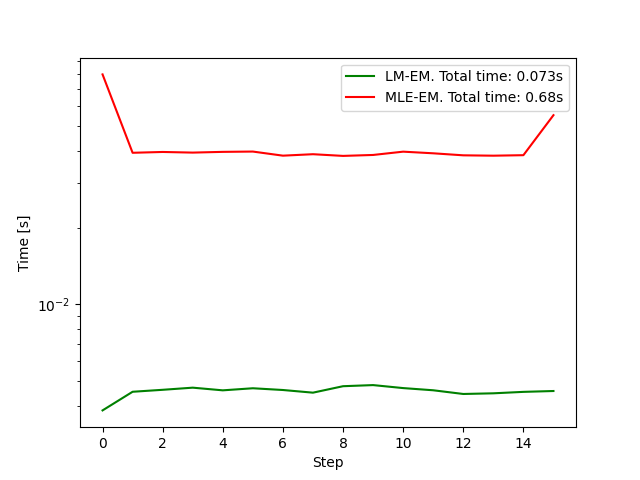 LM-EM. Total time: 0.073s
MLE-EM. Total time: 0.68s
Time [s]
10⁻²
0 2 4 6 8 10 12 14
Step